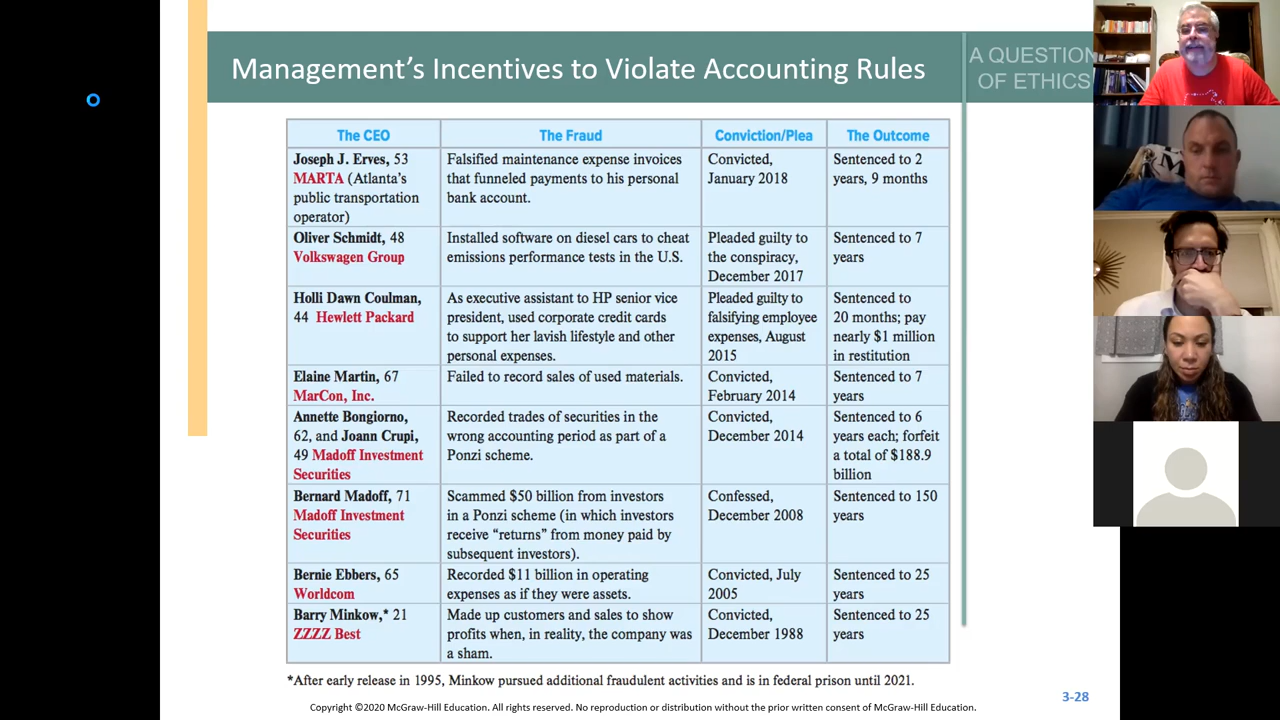 Management's Incentives to Violate Accounting Rules
A QUESTION
OF ETHICS
The CEO
The Fraud
Conviction/Plea
The Outcome
Joseph J. Erves, 53
MARTA (Atlanta's
public transportation
operator)
Falsified maintenance expense invoices
that funneled payments to his personal
bank account.
Convicted,
January 2018
Sentenced to 2
years, 9 months
Oliver Schmidt, 48
Volkswagen Group
Installed software on diesel cars to cheat
emissions performance tests in the U.S.
Pleaded guilty to
the conspiracy,
December 2017
Sentenced to 7
years
Holli Dawn Coulman,
44 Hewlett Packard
As executive assistant to HP senior vice
president, used corporate credit cards
to support her lavish lifestyle and other
personal expenses.
Pleaded guilty to
falsifying employee
expenses, August
2015
Sentenced to
20 months; pay
nearly $1 million
in restitution
Elaine Martin, 67
MarCon, Inc.
Failed to record sales of used materials.
Convicted,
February 2014
Sentenced to 7
years
Annette Bongiorno,
62, and Joann Crupi,
49 Madoff Investment
Securities
Recorded trades of securities in the
wrong accounting period as part of a
Ponzi scheme.
Convicted,
December 2014
Sentenced to 6
years each; forfeit
a total of $188.9
billion
Bernard Madoff, 71
Madoff Investment
Securities
Scammed $50 billion from investors
in a Ponzi scheme (in which investors
receive "returns" from money paid by
subsequent investors).
Confessed,
December 2008
Sentenced to 150
years
Bernie Ebbers, 65
Worldcom
Recorded $11 billion in operating
expenses as if they were assets.
Convicted, July
2005
Sentenced to 25
years
Barry Minkow,* 21
ZZZZ Best
Made up customers and sales to show
profits when, in reality, the company was
a sham.
Convicted,
December 1988
Sentenced to 25
years
*After early release in 1995, Minkow pursued additional fraudulent activities and is in federal prison until 2021.
3-28
Copyright ©2020 McGraw-Hill Education. All rights reserved. No reproduction or distribution without the prior written consent of McGraw-Hill Education.